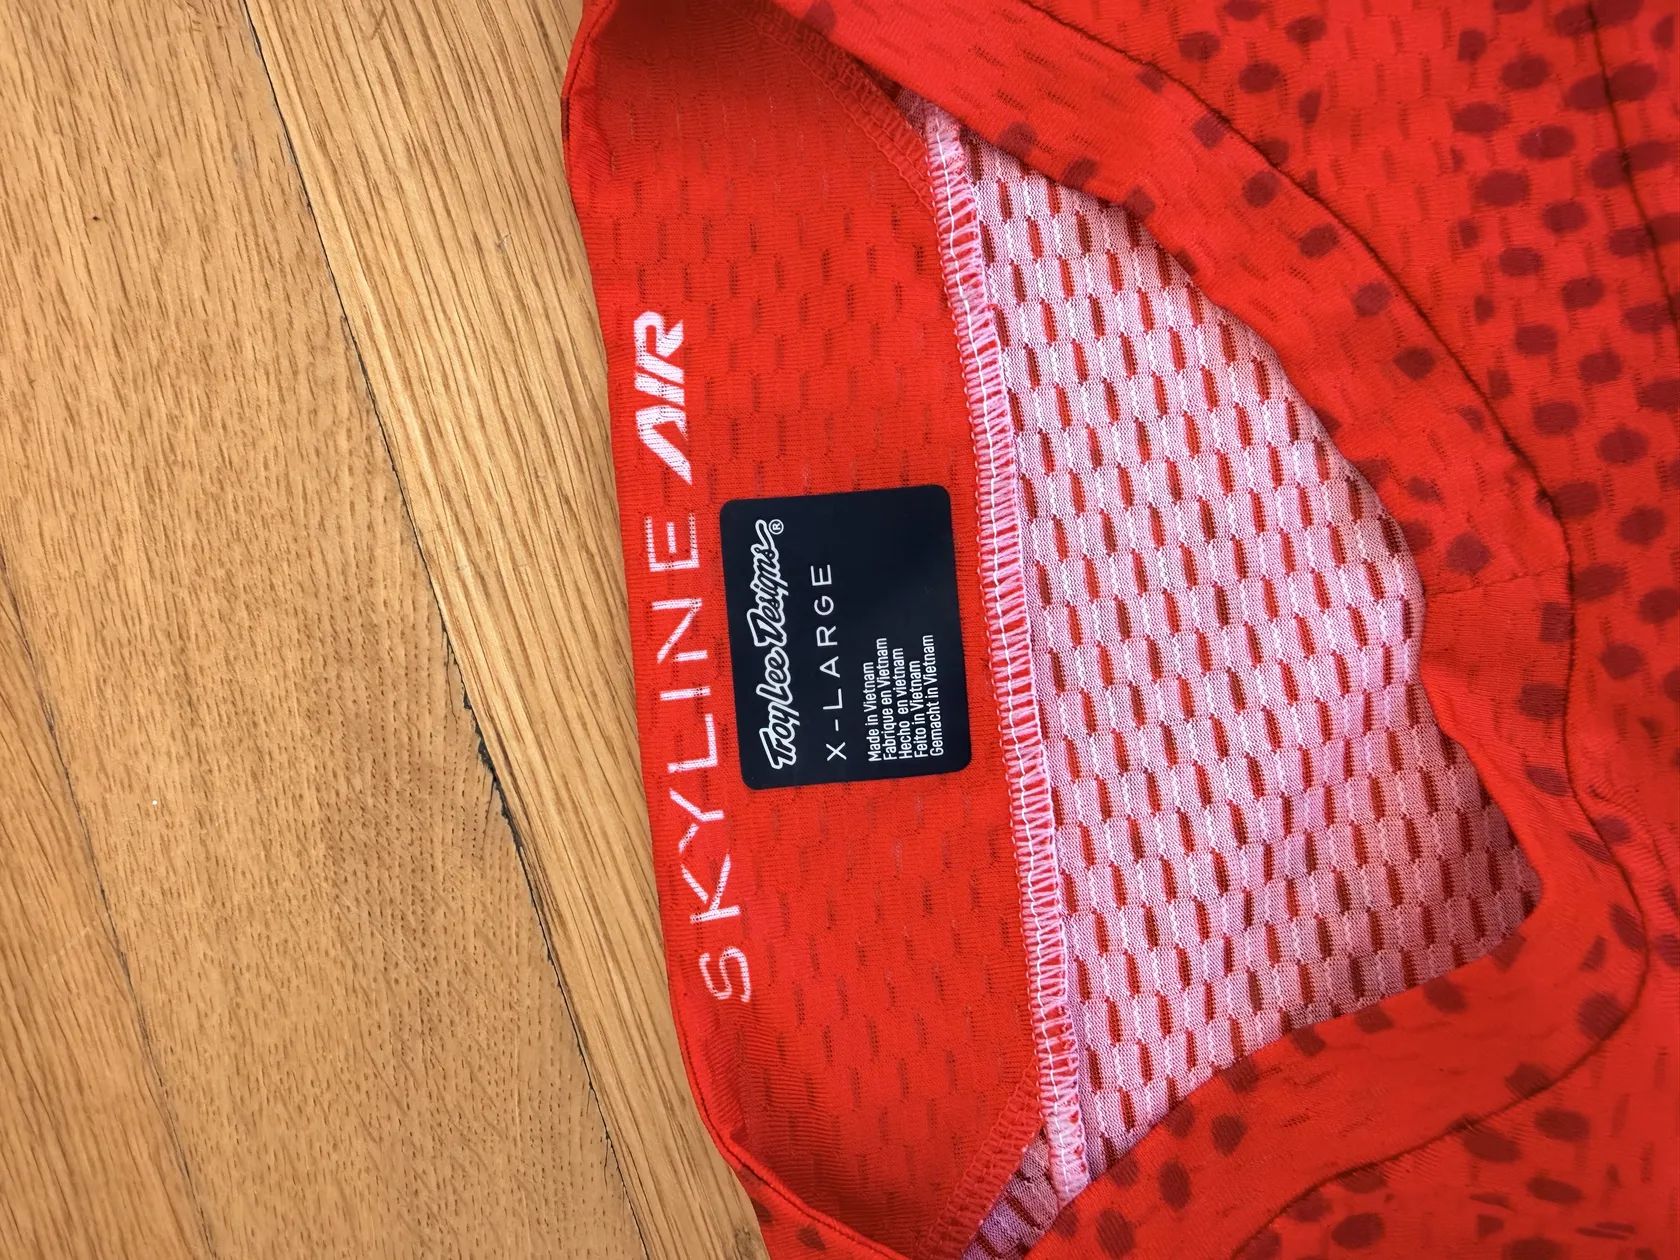 SKYLINE AIR
Troy Lee Designs®
X-LARGE
Made in Vietnam
Fabrique en Vietnam
Hecho en vietnam
Feito in Vietnam
Gemacht in Vietnam